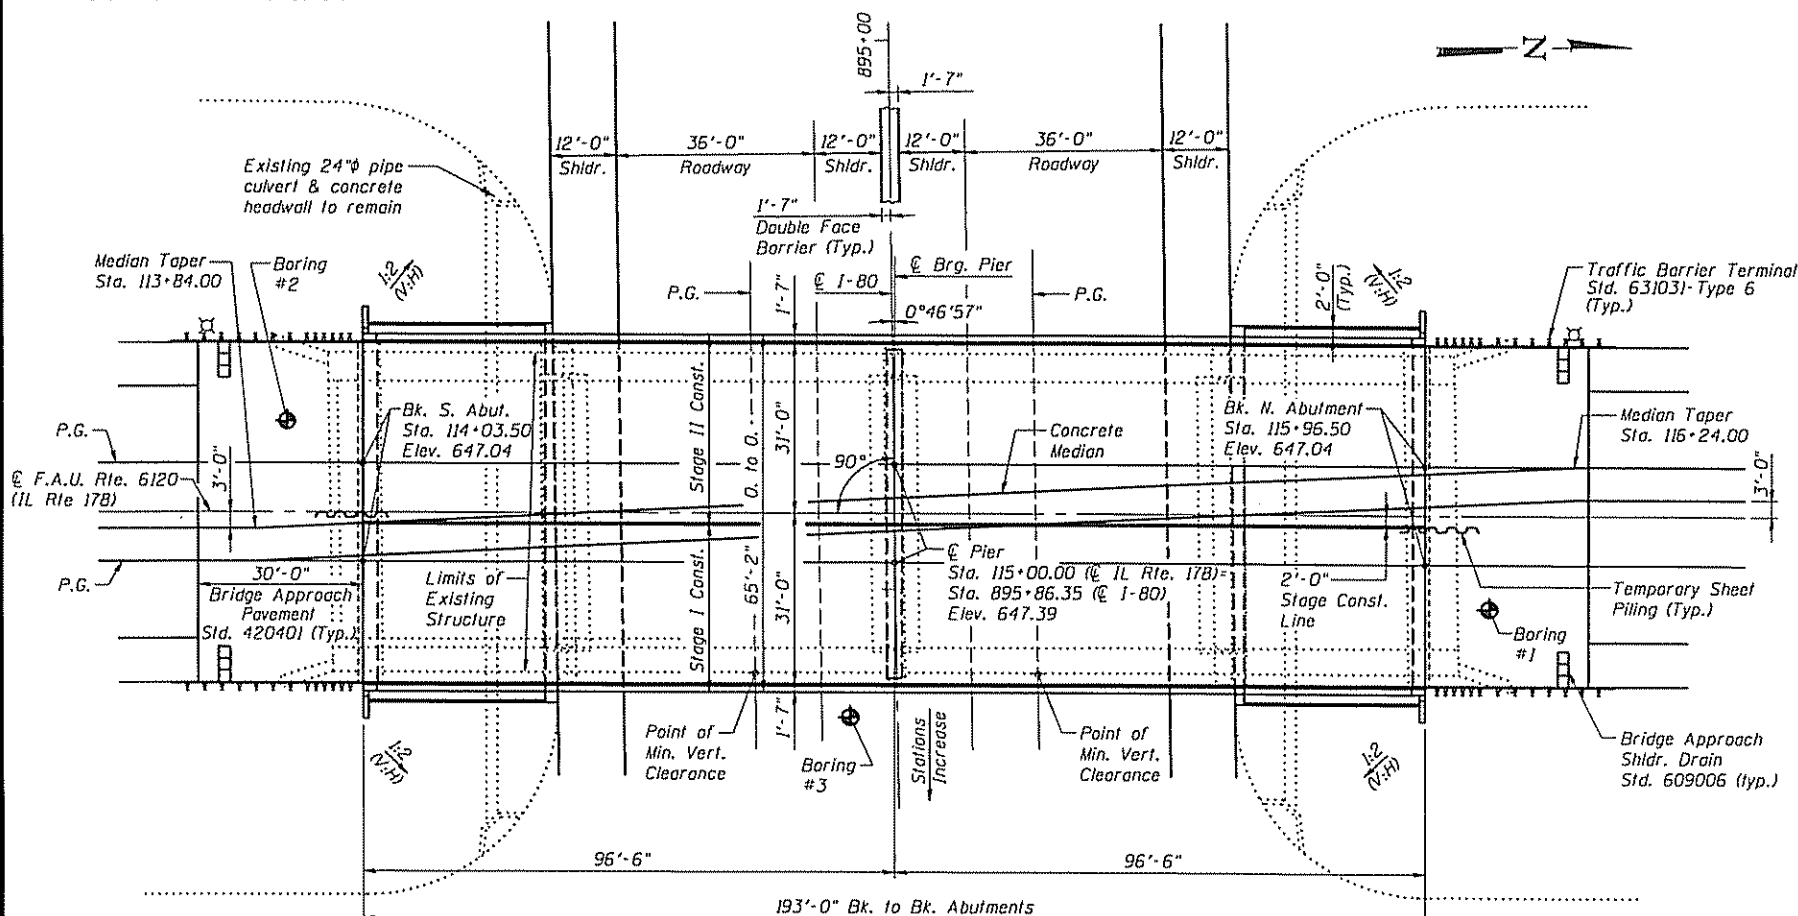 895+00
1'-7"
N
12'-0"
Shldr.
36'-0"
Roadway
12'-0"
Shldr.
12'-0"
Shldr.
36'-0"
Roadway
12'-0"
Shldr.
Existing 24"ϕ pipe
culvert & concrete
headwall to remain
1'-7"
Double Face
Barrier (Typ.)
Median Taper
Sta. 113+84.00
Boring
#2
1:2
(V:H)
P.G.
℄ I-80
℄ Brg. Pier
P.G.
0°46'57"
1'-7"
2'-0"
(Typ.)
1:2
(V:H)
Traffic Barrier Terminal
Std. 631031-Type 6
(Typ.)
Bk. S. Abut.
Sta. 114+03.50
Elev. 647.04
Stage II Const.
O. to O.
31'-0"
90°
Concrete
Median
Bk. N. Abutment
Sta. 115+96.50
Elev. 647.04
Median Taper
Sta. 116+24.00
P.G.
3'-0"
℄ F.A.U. Rte. 6120
(IL Rte 178)
3'-0"
P.G.
30'-0"
Bridge Approach
Pavement
Std. 420401 (Typ.)
Limits of
Existing
Structure
Stage I Const.
65'-2"
31'-0"
℄ Pier
Sta. 115+00.00 (℄ IL Rte. 178)=
Sta. 895+86.35 (℄ I-80)
Elev. 647.39
2'-0"
Stage Const.
Line
Temporary Sheet
Piling (Typ.)
Boring
#1
1:2
(V:H)
Point of
Min. Vert.
Clearance
1'-7"
Boring
#3
Stations
Increase
Point of
Min. Vert.
Clearance
1:2
(V:H)
Bridge Approach
Shldr. Drain
Std. 609006 (typ.)
96'-6"
96'-6"
193'-0" Bk. to Bk. Abutments